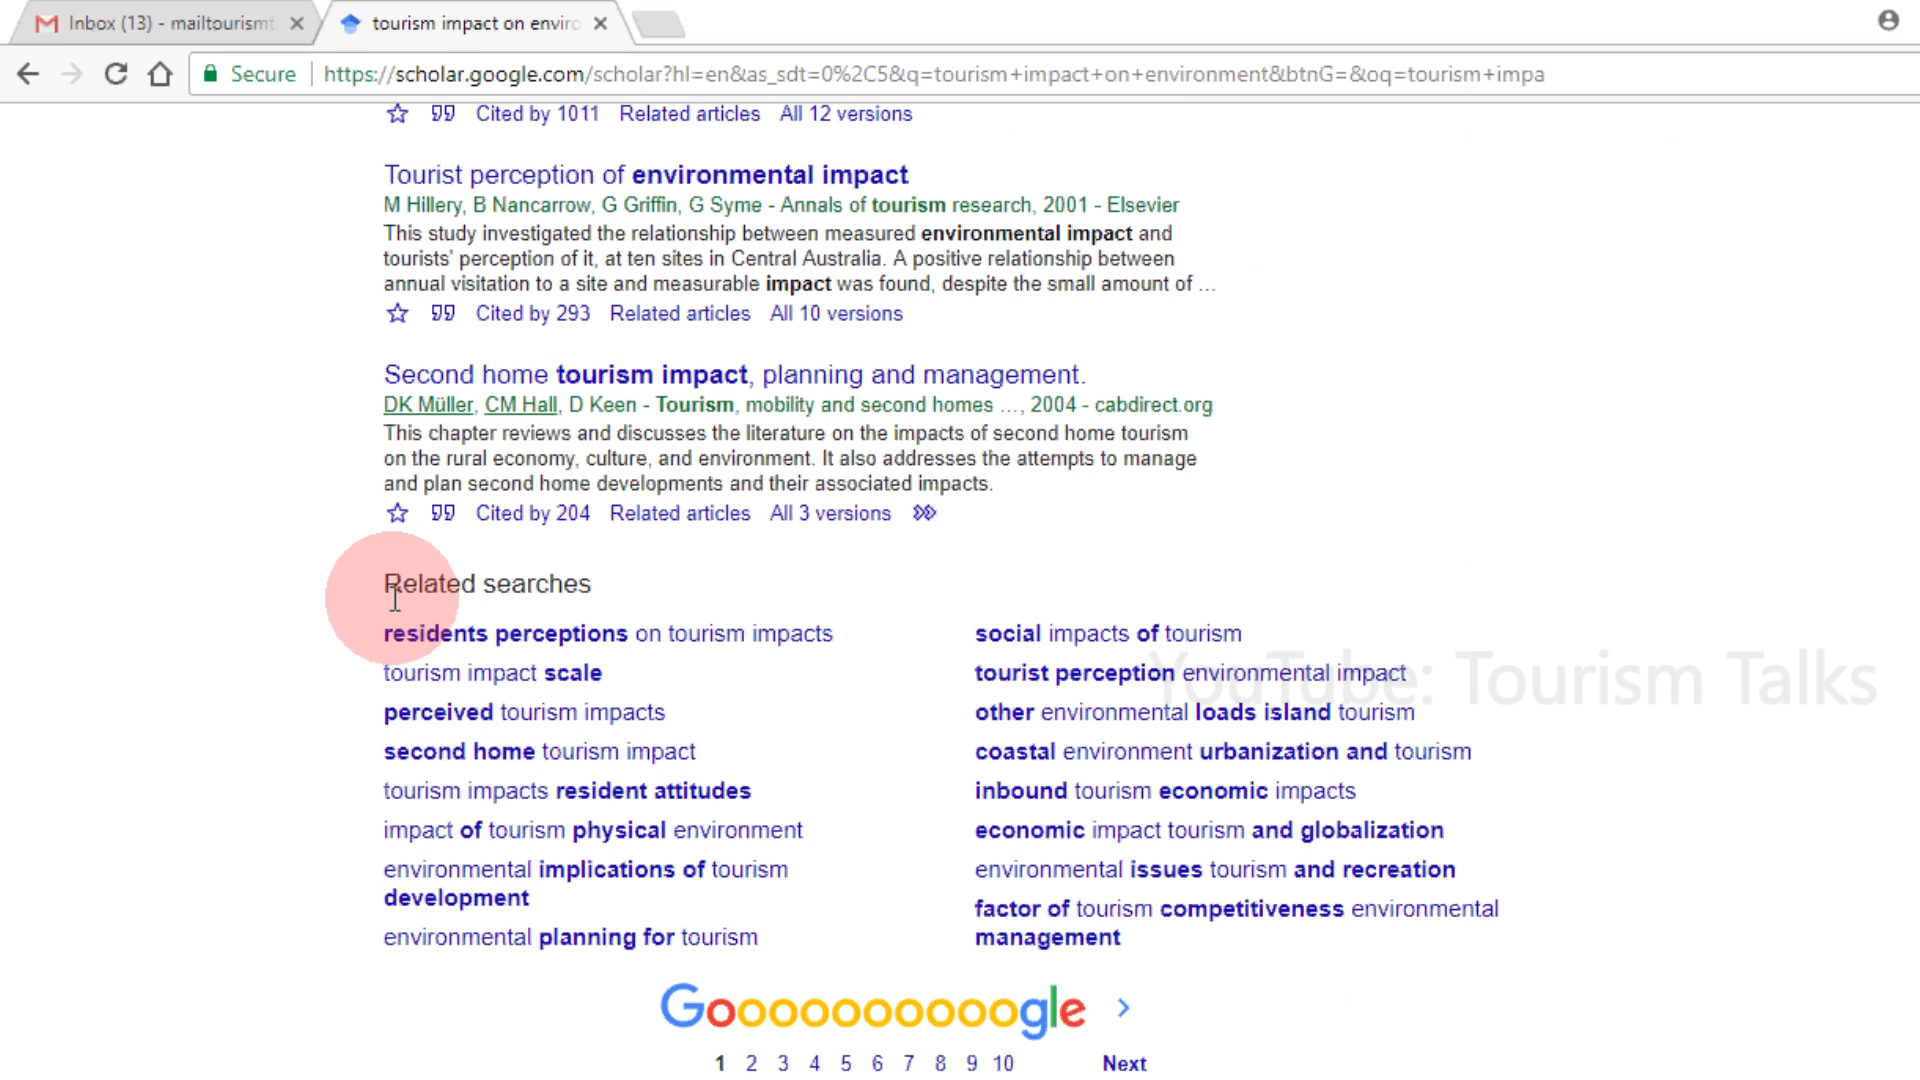 Inbox (13) - mailtourismt
tourism impact on enviro
Secure https://scholar.google.com/scholar?hl=en&as_sdt=0%2C5&q=tourism+impact+on+environment&btnG=&oq=tourism+impa
Cited by 1011 Related articles All 12 versions
Tourist perception of environmental impact
M Hillery, B Nancarrow, G Griffin, G Syme - Annals of tourism research, 2001 - Elsevier
This study investigated the relationship between measured environmental impact and
tourists' perception of it, at ten sites in Central Australia. A positive relationship between
annual visitation to a site and measurable impact was found, despite the small amount of ...
Cited by 293 Related articles All 10 versions
Second home tourism impact, planning and management.
DK Müller, CM Hall, D Keen - Tourism, mobility and second homes ..., 2004 - cabdirect.org
This chapter reviews and discusses the literature on the impacts of second home tourism
on the rural economy, culture, and environment. It also addresses the attempts to manage
and plan second home developments and their associated impacts.
Cited by 204 Related articles All 3 versions
Related searches
residents perceptions on tourism impacts
tourism impact scale
perceived tourism impacts
second home tourism impact
tourism impacts resident attitudes
impact of tourism physical environment
environmental implications of tourism
development
environmental planning for tourism
social impacts of tourism
tourist perception environmental impact
other environmental loads island tourism
coastal environment urbanization and tourism
inbound tourism economic impacts
economic impact tourism and globalization
environmental issues tourism and recreation
factor of tourism competitiveness environmental
management
YouTube: Tourism Talks
Goooooooooogle
1 2 3 4 5 6 7 8 9 10 Next